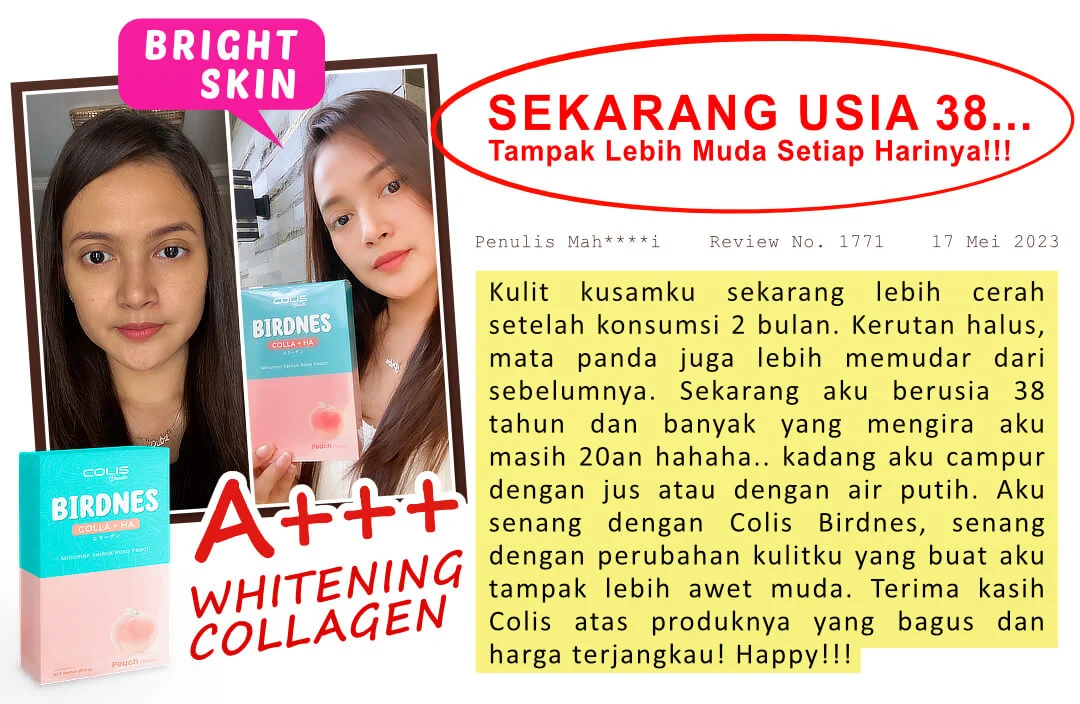 BRIGHT
SKIN
SEKARANG USIA 38...
Tampak Lebih Muda Setiap Harinya!!!
Penulis Mah****i Review No. 1771 17 Mei 2023
Kulit kusamku sekarang lebih cerah
setelah konsumsi 2 bulan. Kerutan halus,
mata panda juga lebih memudar dari
sebelumnya. Sekarang aku berusia 38
tahun dan banyak yang mengira aku
masih 20an hahaha.. kadang aku campur
dengan jus atau dengan air putih. Aku
senang dengan Colis Birdnes, senang
dengan perubahan kulitku yang buat aku
tampak lebih awet muda. Terima kasih
Colis atas produknya yang bagus dan
harga terjangkau! Happy!!!
COLIS
BIRDNES
COLLA + HA
コラーゲン
Minuman Serbuk Rasa Peach
Peach
COLIS
BIRDNES
COLLA + HA
コラーゲン
Minuman Serbuk Rasa Peach
Peach
A+++
WHITENING
COLLAGEN